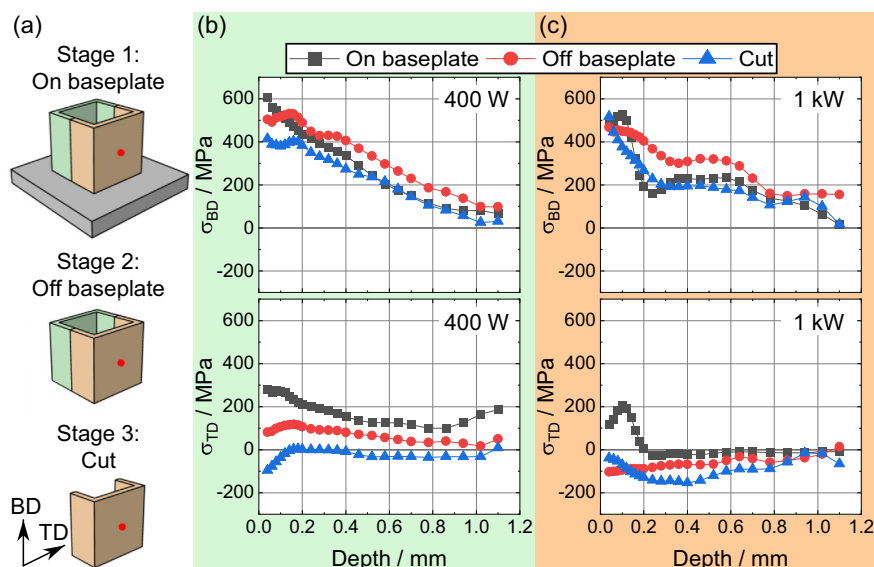 (a)
Stage 1:
On baseplate
Stage 2:
Off baseplate
Stage 3:
Cut
BD
TD
(b)
(c)
On baseplate
Off baseplate
Cut
400 W
600
400
200
0
-200
σBD / MPa
1 kW
600
400
200
0
-200
σBD / MPa
400 W
600
400
200
0
-200
σTD / MPa
0.0 0.2 0.4 0.6 0.8 1.0 1.2
Depth / mm
1 kW
600
400
200
0
-200
σTD / MPa
0.0 0.2 0.4 0.6 0.8 1.0 1.2
Depth / mm